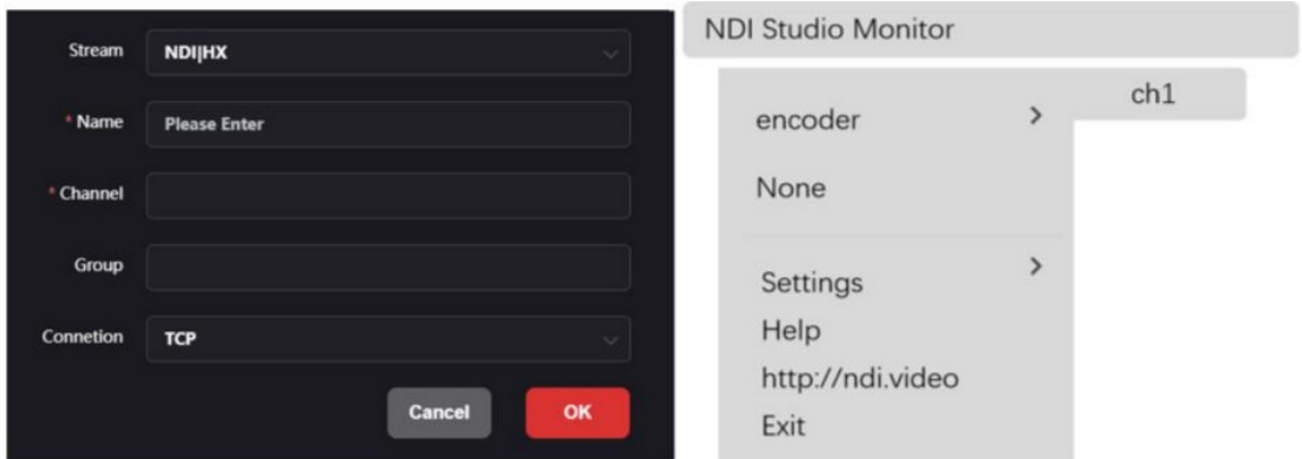 Stream NDI|HX
* Name Please Enter
* Channel
Group
Connetion TCP
Cancel OK
NDI Studio Monitor
encoder > ch1
None
Settings >
Help
http://ndi.video
Exit